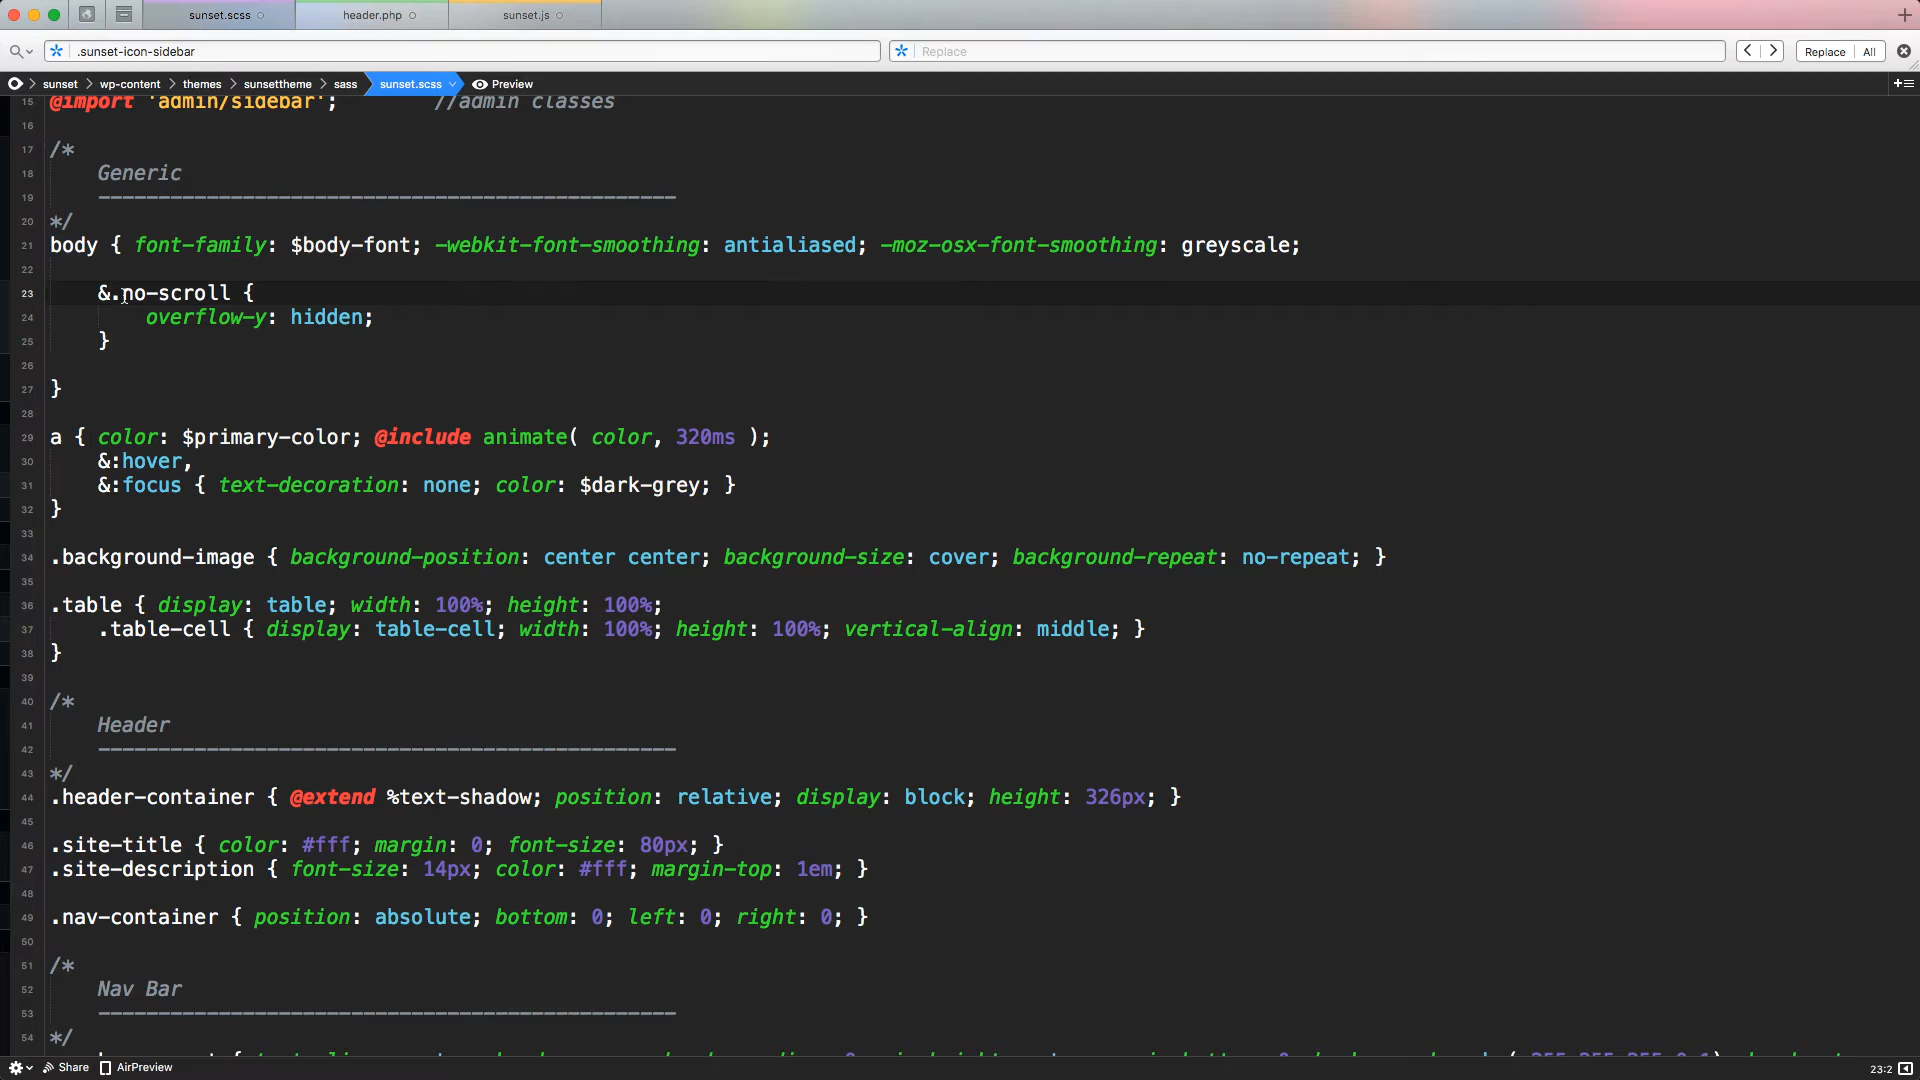 sunset.scss
header.php
sunset.js
.sunset-icon-sidebar
Replace
Replace
All
sunset
wp-content
themes
sunsettheme
sass
sunset.scss
Preview
15 @import 'admin/sidebar'; //admin classes
16
17 /*
18 Generic
19 ------------------------------------------------
20 */
21 body { font-family: $body-font; -webkit-font-smoothing: antialiased; -moz-osx-font-smoothing: greyscale;
22
23 &.no-scroll {
24 overflow-y: hidden;
25 }
26
27 }
28
29 a { color: $primary-color; @include animate( color, 320ms );
30 &:hover,
31 &:focus { text-decoration: none; color: $dark-grey; }
32 }
33
34 .background-image { background-position: center center; background-size: cover; background-repeat: no-repeat; }
35
36 .table { display: table; width: 100%; height: 100%;
37 .table-cell { display: table-cell; width: 100%; height: 100%; vertical-align: middle; }
38 }
39
40 /*
41 Header
42 ------------------------------------------------
43 */
44 .header-container { @extend %text-shadow; position: relative; display: block; height: 326px; }
45
46 .site-title { color: #fff; margin: 0; font-size: 80px; }
47 .site-description { font-size: 14px; color: #fff; margin-top: 1em; }
48
49 .nav-container { position: absolute; bottom: 0; left: 0; right: 0; }
50
51 /*
52 Nav Bar
53 ------------------------------------------------
54 */
Share
AirPreview
23:2